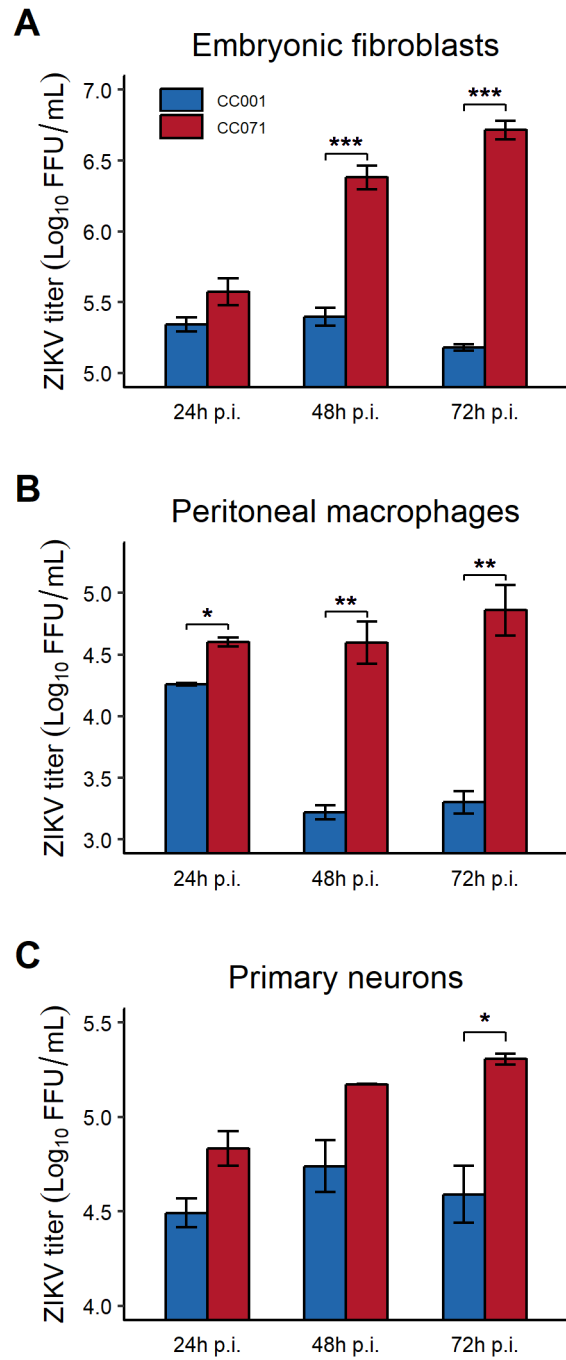 A
Embryonic fibroblasts
ZIKV titer (Log₁₀ FFU/mL)
7.0
6.5
6.0
5.5
5.0
CC001
CC071
***
***
24h p.i. 48h p.i. 72h p.i.
B
Peritoneal macrophages
ZIKV titer (Log₁₀ FFU/mL)
5.0
4.5
4.0
3.5
3.0
*
**
**
24h p.i. 48h p.i. 72h p.i.
C
Primary neurons
ZIKV titer (Log₁₀ FFU/mL)
5.5
5.0
4.5
4.0
*
24h p.i. 48h p.i. 72h p.i.